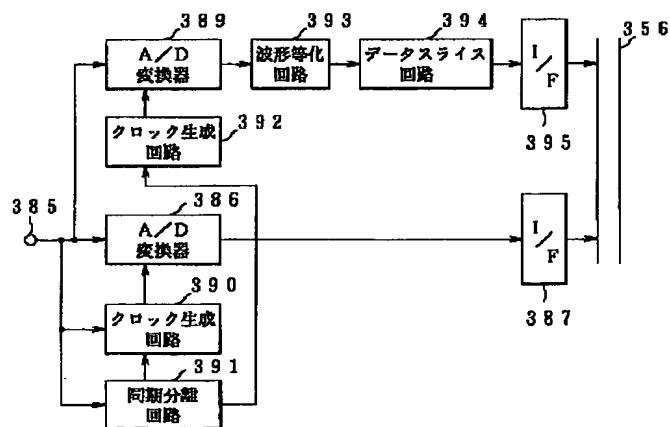 389
393
394
356
A/D
変換器
波形等化
回路
データスライス
回路
I/F
395
392
クロック生成
回路
385
386
A/D
変換器
I/F
387
390
クロック生成
回路
391
同期分離
回路